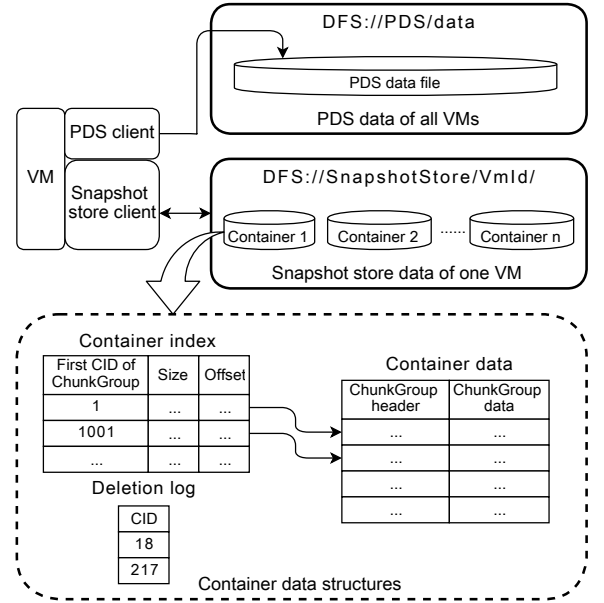 DFS://PDS/data
PDS data file
PDS data of all VMs
VM
PDS client
Snapshot
store client
DFS://SnapshotStore/VmId/
Container 1
Container 2
......
Container n
Snapshot store data of one VM
Container index
First CID of
ChunkGroup
Size
Offset
1
...
...
1001
...
...
...
...
...
Container data
ChunkGroup
header
ChunkGroup
data
...
...
...
...
...
...
...
...
Deletion log
CID
18
217
Container data structures